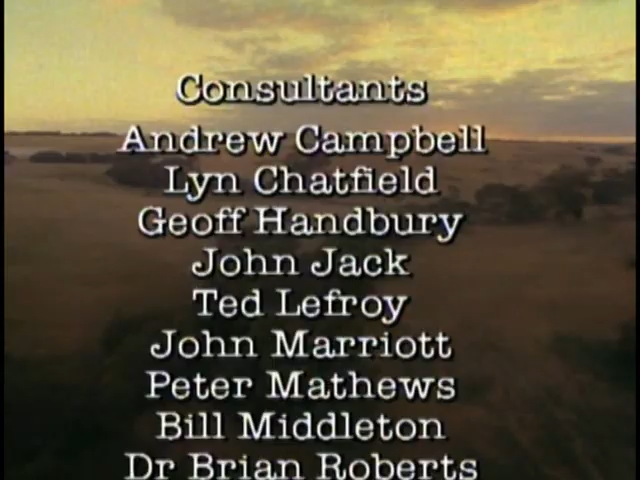 Consultants
Andrew Campbell
Lyn Chatfield
Geoff Handbury
John Jack
Ted Lefroy
John Marriott
Peter Mathews
Bill Middleton
Dr Brian Roberts